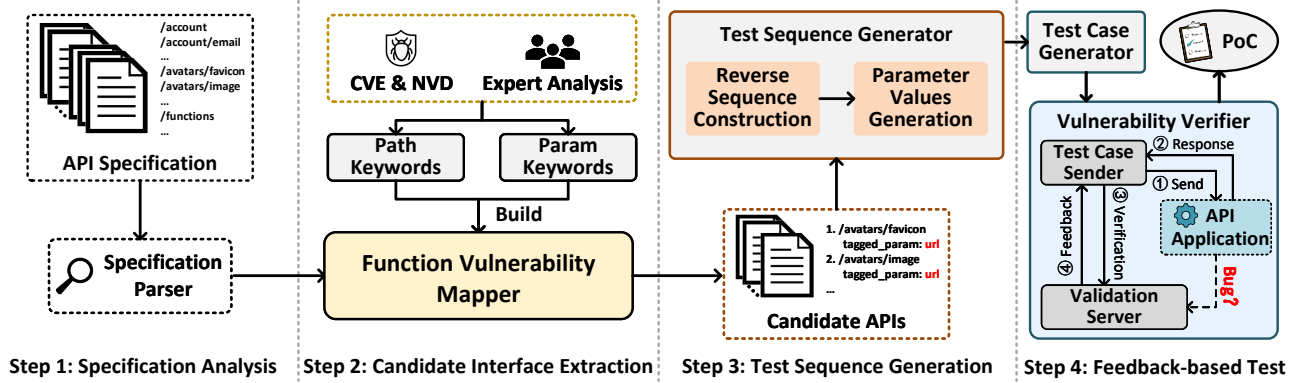 /account
/account/email
...
/avatars/favicon
/avatars/image
...
/functions
...
API Specification
Specification
Parser
Step 1: Specification Analysis
CVE & NVD
Expert Analysis
Path
Keywords
Param
Keywords
Build
Function Vulnerability
Mapper
Step 2: Candidate Interface Extraction
Test Sequence Generator
Reverse
Sequence
Construction
Parameter
Values
Generation
1. /avatars/favicon
tagged_param: url
2. /avatars/image
tagged_param: url
...
Candidate APIs
Step 3: Test Sequence Generation
Test Case
Generator
PoC
Vulnerability Verifier
② Response
Test Case
Sender
① Send
API
Application
③ Verification
④ Feedback
Bug?
Validation
Server
Step 4: Feedback-based Test